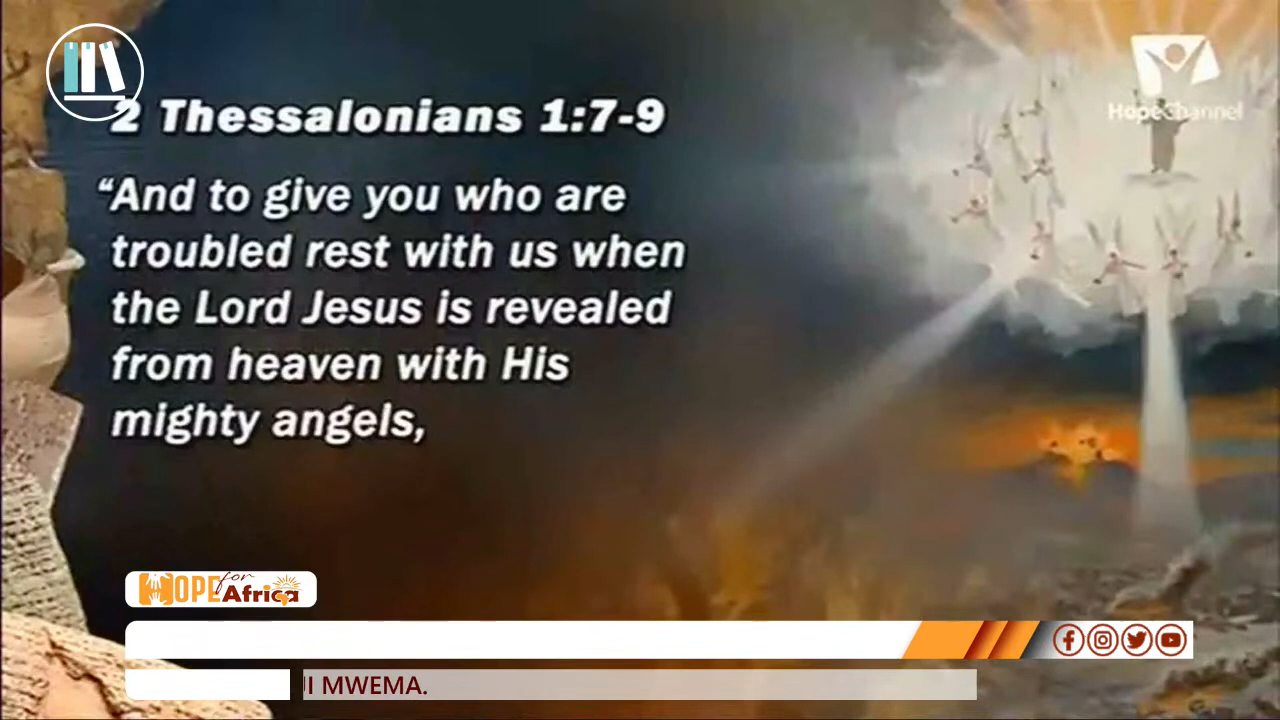 2 Thessalonians 1:7-9
HopeChannel
“And to give you who are
troubled rest with us when
the Lord Jesus is revealed
from heaven with His
mighty angels,
HOPE for Africa
MWEMA.